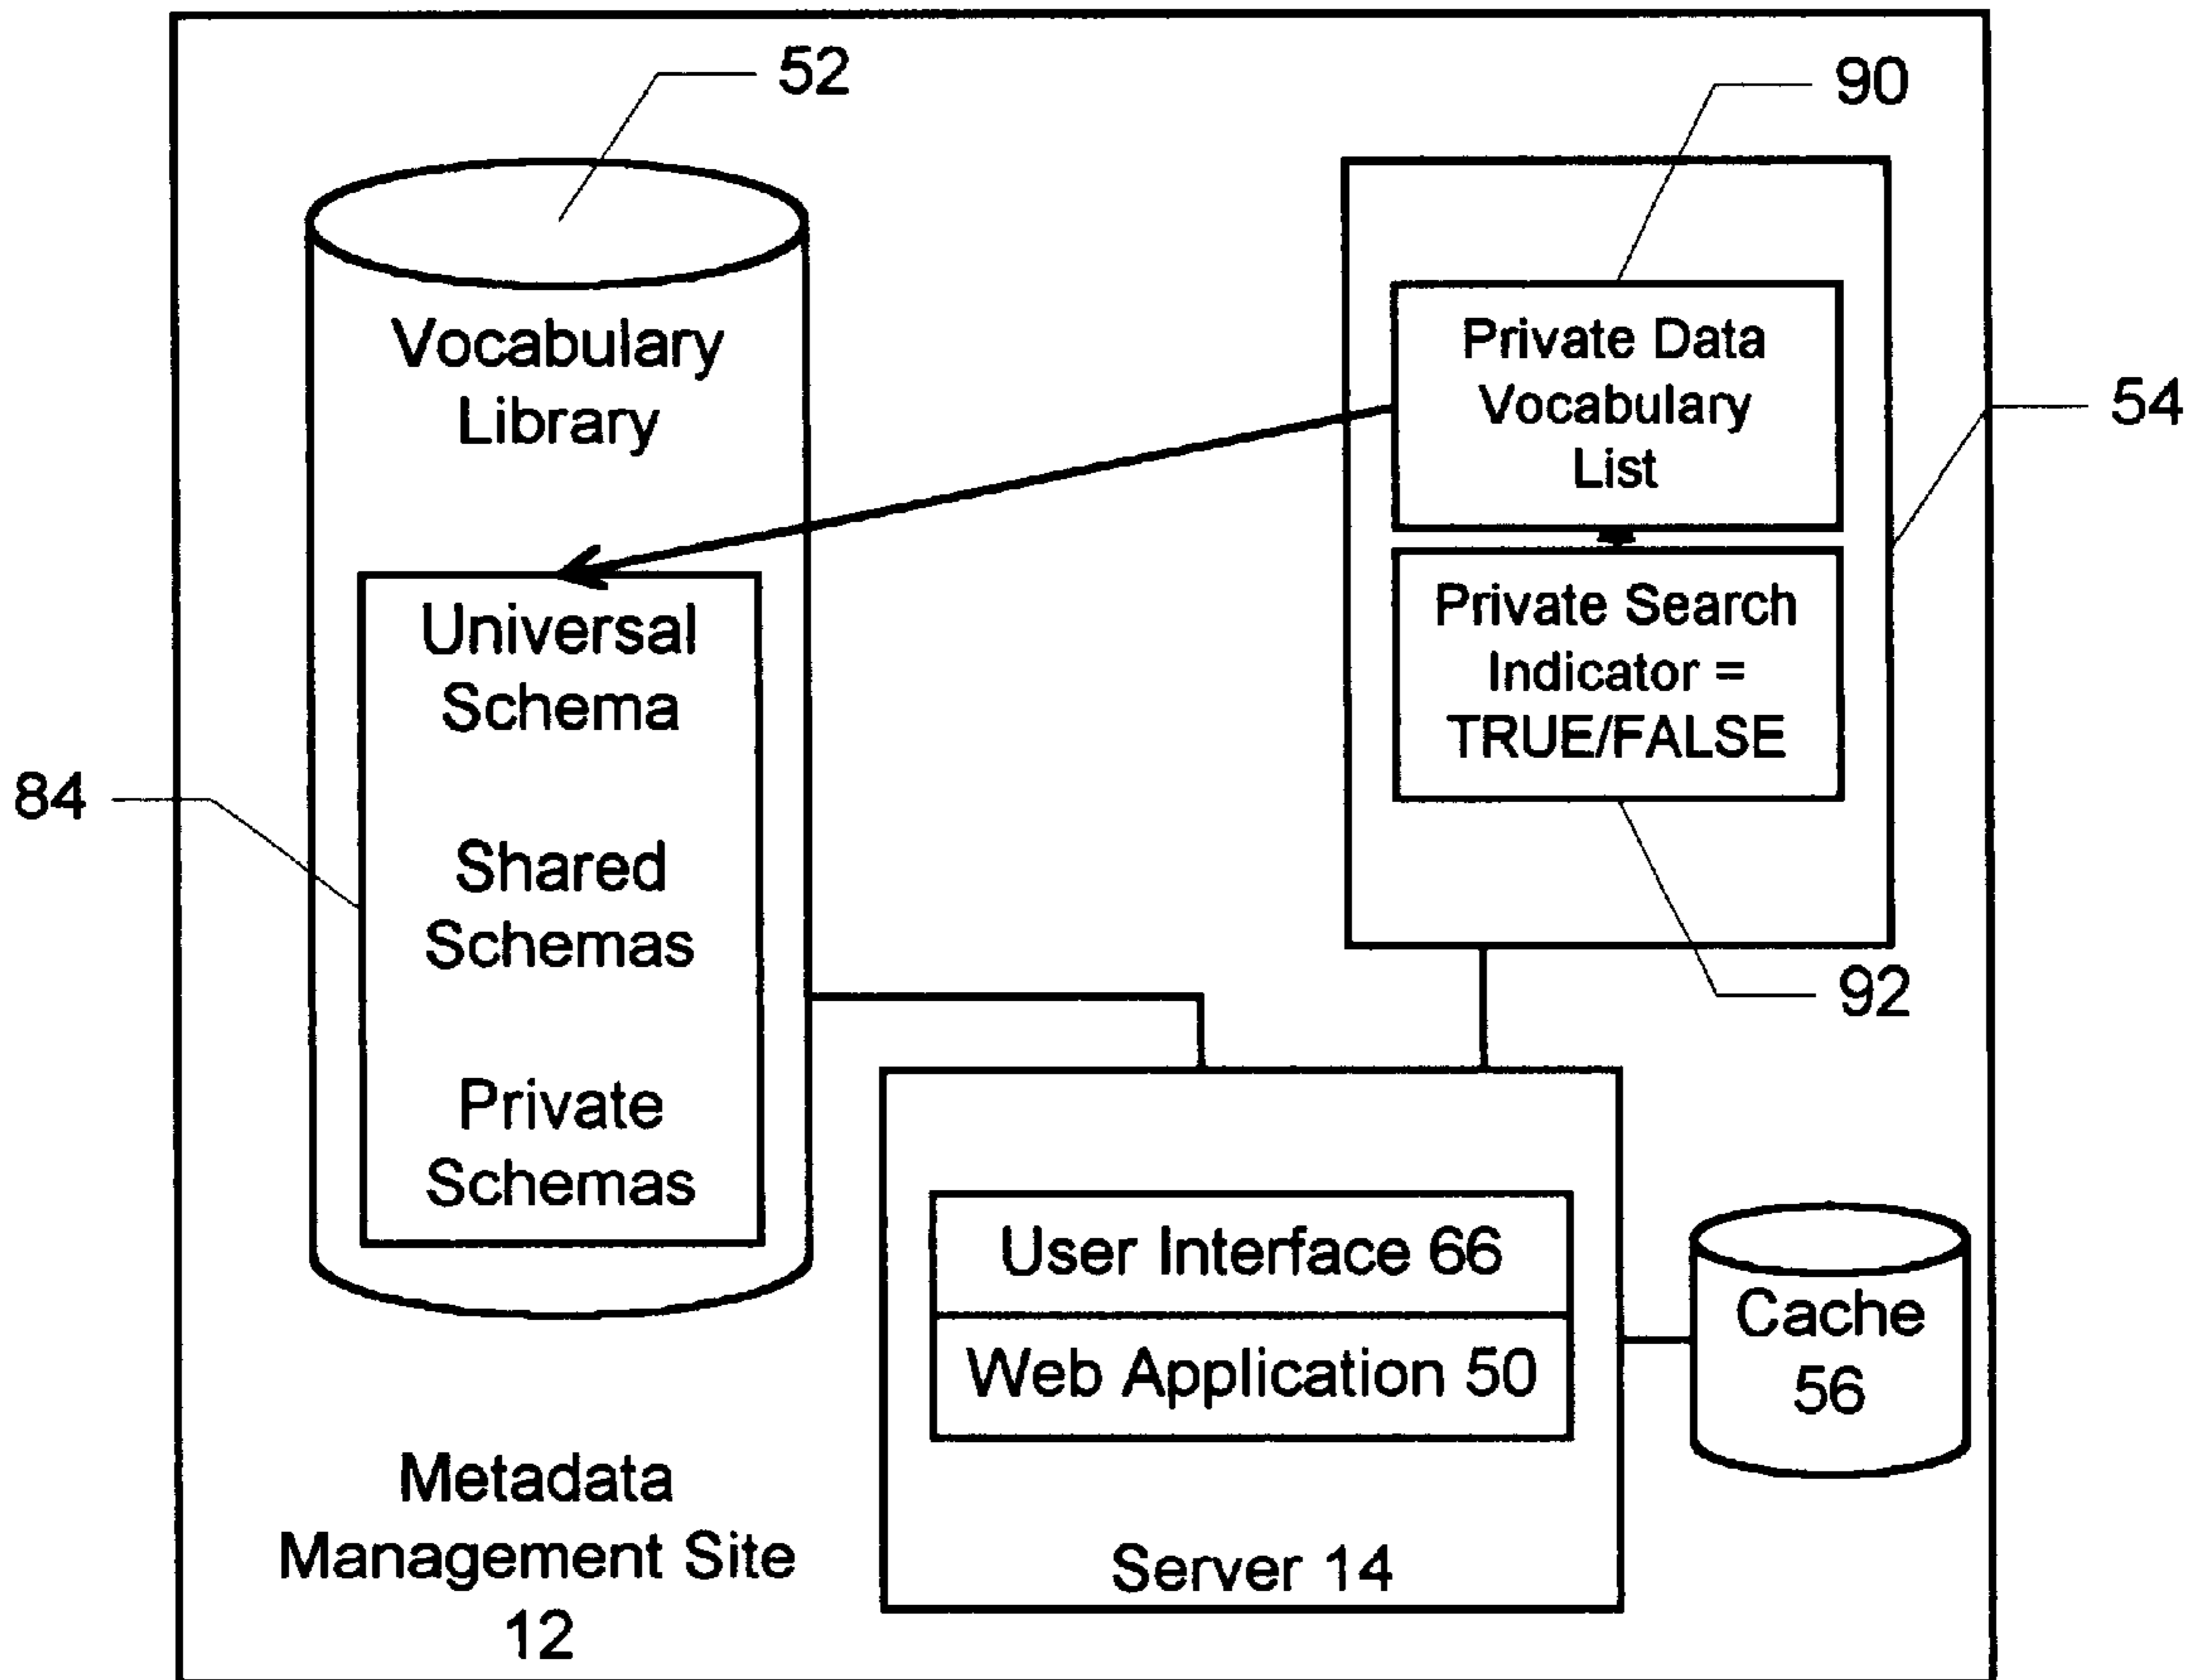 52
90
Vocabulary
Library
Private Data
Vocabulary
List
54
Universal
Schema
Private Search
Indicator =
TRUE/FALSE
84
Shared
Schemas
92
Private
Schemas
User Interface 66
Web Application 50
Cache
56
Metadata
Management Site
12
Server 14